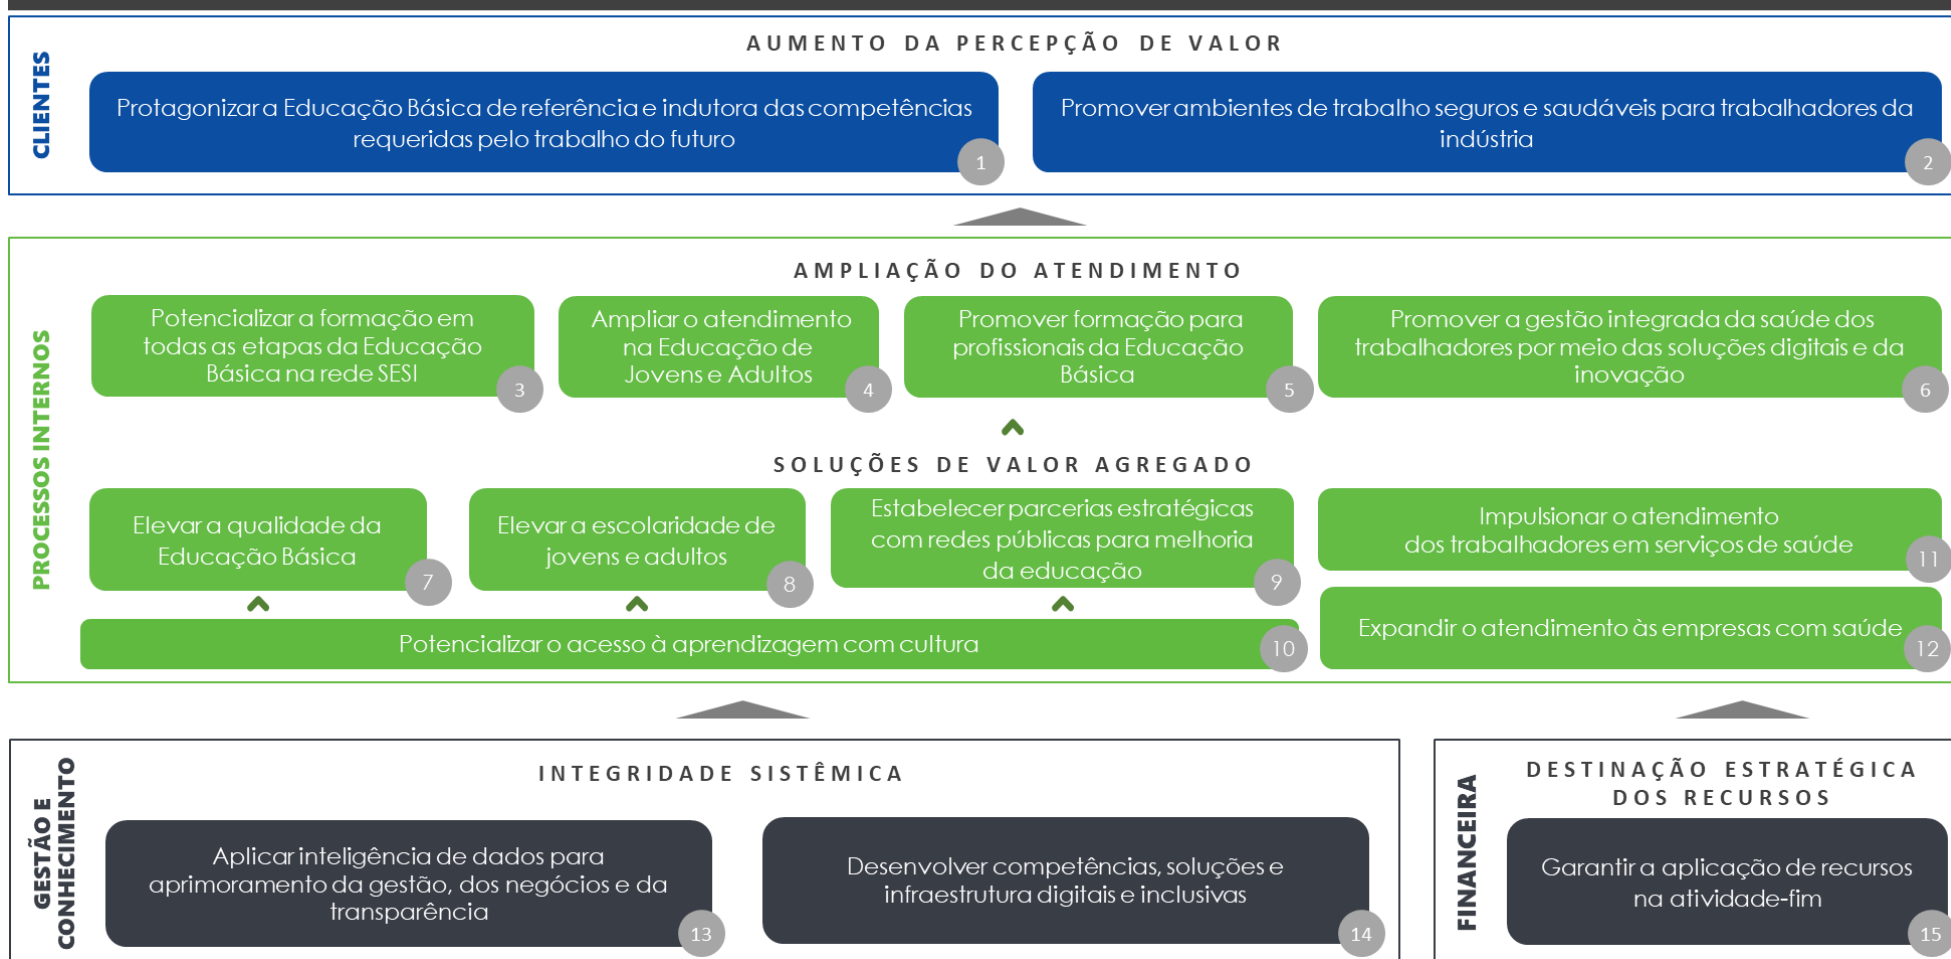 CLIENTES
AUMENTO DA PERCEPÇÃO DE VALOR
Protagonizar a Educação Básica de referência e indutora das competências
requeridas pelo trabalho do futuro
1
Promover ambientes de trabalho seguros e saudáveis para trabalhadores da
indústria
2
PROCESSOS INTERNOS
AMPLIAÇÃO DO ATENDIMENTO
Potencializar a formação em
todas as etapas da Educação
Básica na rede SESI
3
Ampliar o atendimento
na Educação de
Jovens e Adultos
4
Promover formação para
profissionais da Educação
Básica
5
Promover a gestão integrada da saúde dos
trabalhadores por meio das soluções digitais e da
inovação
6
SOLUÇÕES DE VALOR AGREGADO
Elevar a qualidade da
Educação Básica
7
Elevar a escolaridade de
jovens e adultos
8
Estabelecer parcerias estratégicas
com redes públicas para melhoria
da educação
9
Impulsionar o atendimento
dos trabalhadores em serviços de saúde
11
Potencializar o acesso à aprendizagem com cultura
10
Expandir o atendimento às empresas com saúde
12
GESTÃO E
CONHECIMENTO
INTEGRIDADE SISTÊMICA
Aplicar inteligência de dados para
aprimoramento da gestão, dos negócios e da
transparência
13
Desenvolver competências, soluções e
infraestrutura digitais e inclusivas
14
FINANCEIRA
DESTINAÇÃO ESTRATÉGICA
DOS RECURSOS
Garantir a aplicação de recursos
na atividade-fim
15